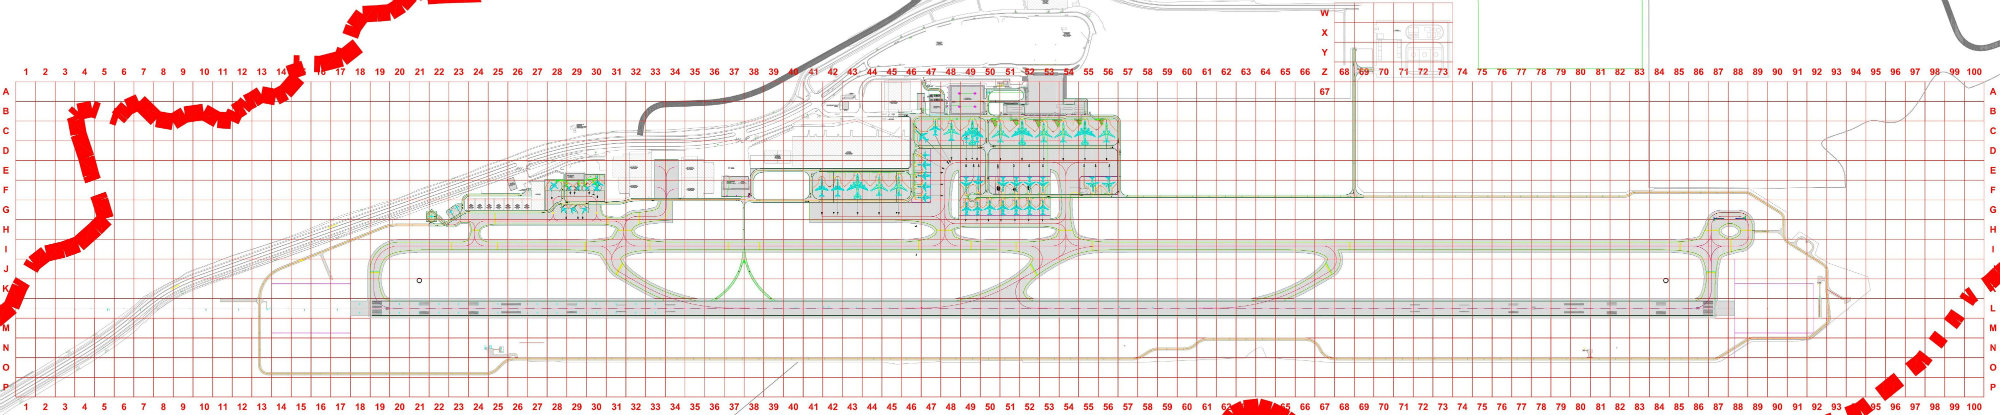 W
X
Y
1 2 3 4 5 6 7 8 9 10 11 12 13 14 15 16 17 18 19 20 21 22 23 24 25 26 27 28 29 30 31 32 33 34 35 36 37 38 39 40 41 42 43 44 45 46 47 48 49 50 51 52 53 54 55 56 57 58 59 60 61 62 63 64 65 66 Z 68 69 70 71 72 73 74 75 76 77 78 79 80 81 82 83 84 85 86 87 88 89 90 91 92 93 94 95 96 97 98 99 100
A 67 A
B B
C C
D D
E E
F F
G G
H H
I I
J
K
L
M M
N N
O O
P P
1 2 3 4 5 6 7 8 9 10 11 12 13 14 15 16 17 18 19 20 21 22 23 24 25 26 27 28 29 30 31 32 33 34 35 36 37 38 39 40 41 42 43 44 45 46 47 48 49 50 51 52 53 54 55 56 57 58 59 60 61 62 63 64 65 66 67 68 69 70 71 72 73 74 75 76 77 78 79 80 81 82 83 84 85 86 87 88 89 90 91 92 93 94 95 96 97 98 99 100